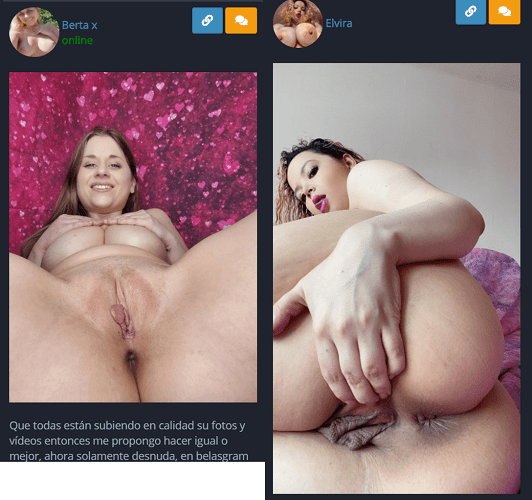 Berta x
online
Elvira
Que todas están subiendo en calidad su fotos y
vídeos entonces me propongo hacer igual o
mejor, ahora solamente desnuda, en belasgram